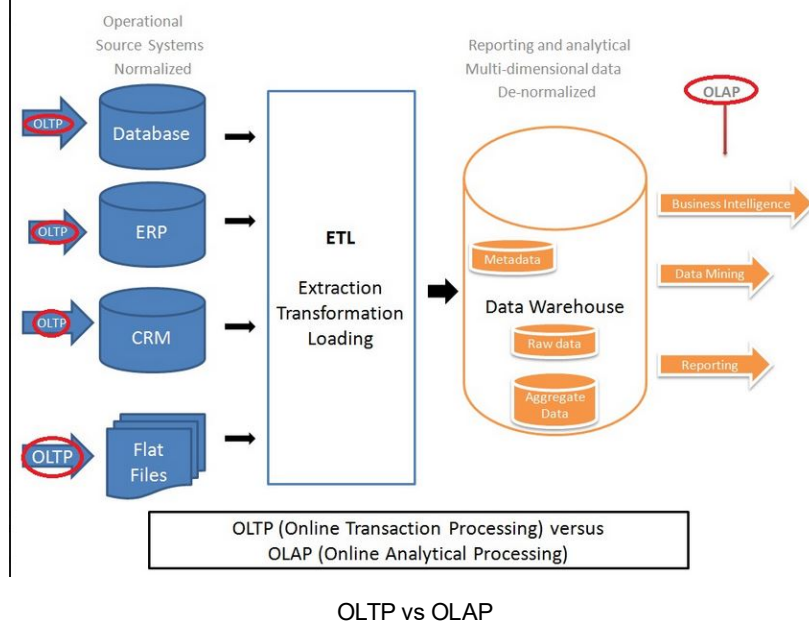 Operational
Source Systems
Normalized
Reporting and analytical
Multi-dimensional data
De-normalized
OLAP
OLTP
Database
OLTP
ERP
OLTP
CRM
OLTP
Flat
Files
ETL
Extraction
Transformation
Loading
Metadata
Data Warehouse
Raw data
Aggregate
Data
Business Intelligence
Data Mining
Reporting
OLTP (Online Transaction Processing) versus
OLAP (Online Analytical Processing)
OLTP vs OLAP